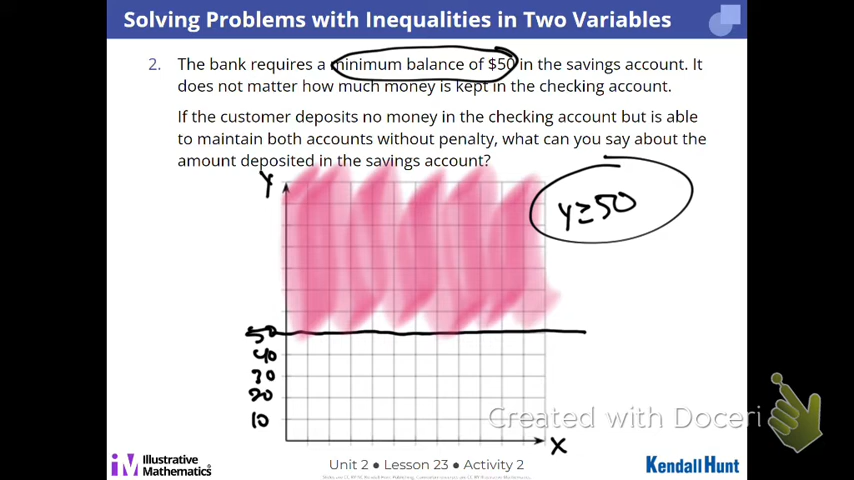 Solving Problems with Inequalities in Two Variables
2. The bank requires a minimum balance of $50 in the savings account. It
does not matter how much money is kept in the checking account.
If the customer deposits no money in the checking account but is able
to maintain both accounts without penalty, what can you say about the
amount deposited in the savings account?
Y
y≥50
50
40
30
20
10
Created with Doceri
X
iM Illustrative Mathematics®
Unit 2 • Lesson 23 • Activity 2
Kendall Hunt